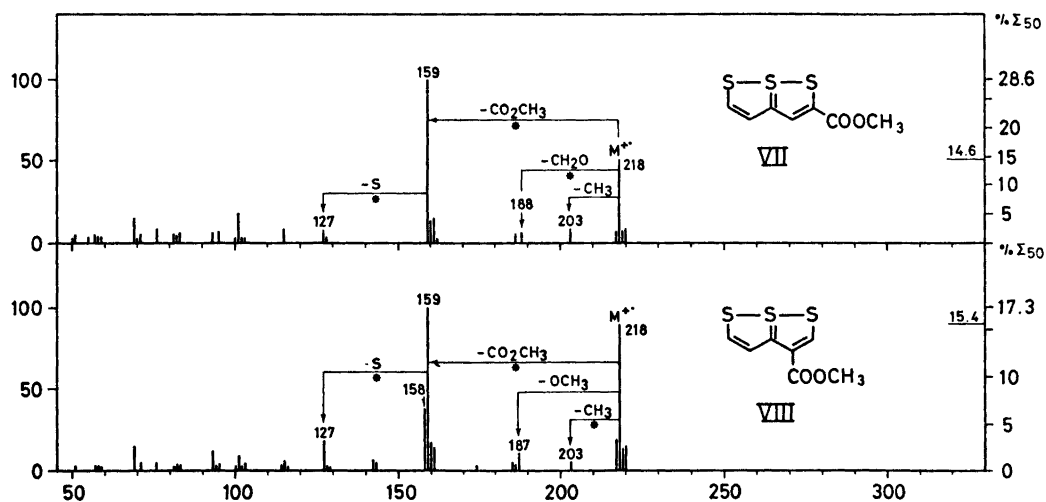 % Σ50
100
50
0
159
-CO2CH3
M+·
218
-CH2O
-CH3
-S
127
188
203
S S S
COOCH3
VII
28.6
20
15
10
5
14.6
% Σ50
100
50
0
159
158
-CO2CH3
M+·
218
-OCH3
-CH3
-S
127
187
203
S S S
COOCH3
VIII
17.3
10
5
0
15.4
50 100 150 200 250 300